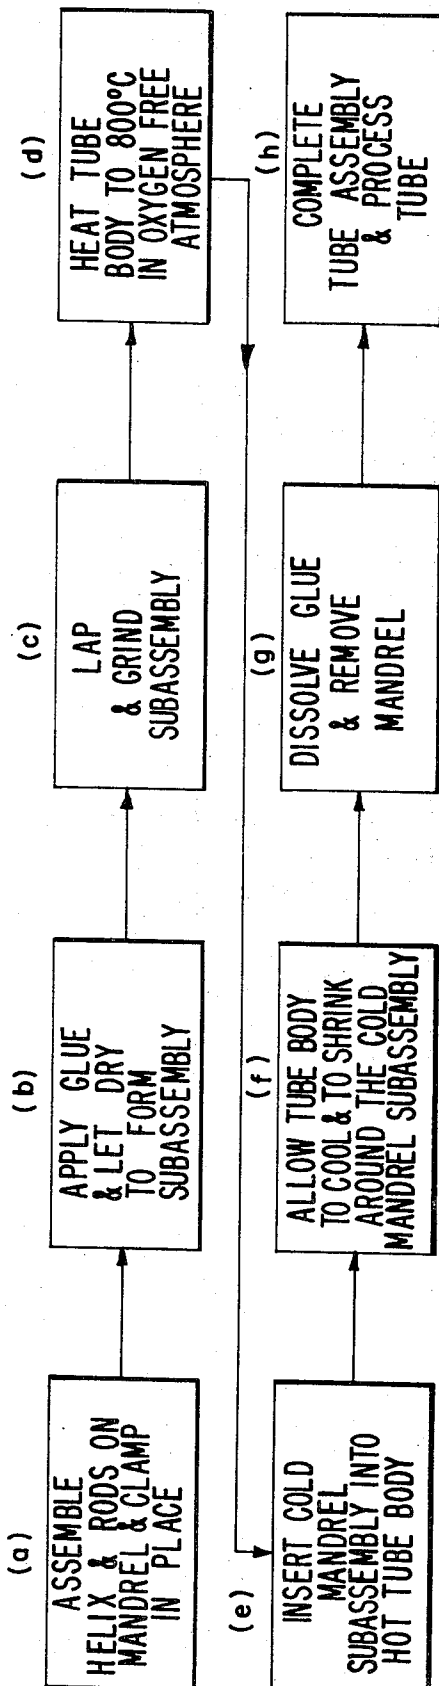 (a)
ASSEMBLE
HELIX & RODS ON
MANDREL & CLAMP
IN PLACE
(b)
APPLY GLUE
& LET DRY
TO FORM
SUBASSEMBLY
(c)
LAP
& GRIND
SUBASSEMBLY
(d)
HEAT TUBE
BODY TO 800°C
IN OXYGEN FREE
ATMOSPHERE
(e)
INSERT COLD
MANDREL
SUBASSEMBLY INTO
HOT TUBE BODY
(f)
ALLOW TUBE BODY
TO COOL & TO SHRINK
AROUND THE COLD
MANDREL SUBASSEMBLY
(g)
DISSOLVE GLUE
& REMOVE
MANDREL
(h)
COMPLETE
TUBE ASSEMBLY
& PROCESS
TUBE